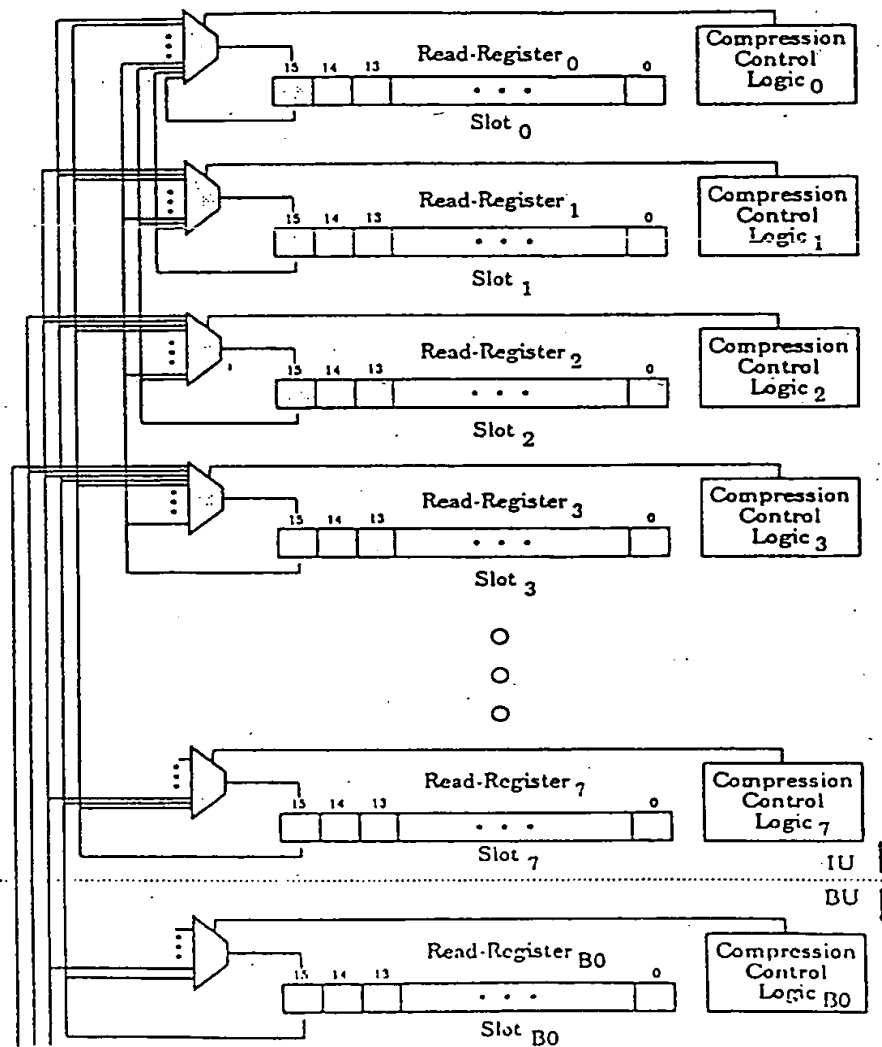 Read-Register 0
Compression
Control
Logic 0
15 14 13 0
Slot 0
Read-Register 1
Compression
Control
Logic 1
15 14 13 0
Slot 1
Read-Register 2
Compression
Control
Logic 2
15 14 13 0
Slot 2
Read-Register 3
Compression
Control
Logic 3
15 14 13 0
Slot 3
Read-Register 7
Compression
Control
Logic 7
15 14 13 0
Slot 7
IU
BU
Read-Register B0
Compression
Control
Logic B0
15 14 13 0
Slot B0